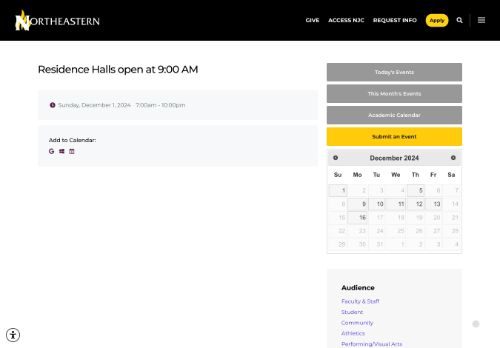 NORTHEASTERN
GIVE ACCESS NJC REQUEST INFO Apply
Residence Halls open at 9:00 AM
Sunday, December 1, 2024 7:00am - 10:00pm
Add to Calendar:
Today's Events
This Month's Events
Academic Calendar
Submit an Event
December 2024
Su Mo Tu We Th Fr Sa
1 2 3 4 5 6 7
8 9 10 11 12 13 14
15 16 17 18 19 20 21
22 23 24 25 26 27 28
29 30 31 1 2 3 4
Audience
Faculty & Staff
Student
Community
Athletics
Performing/Visual Arts